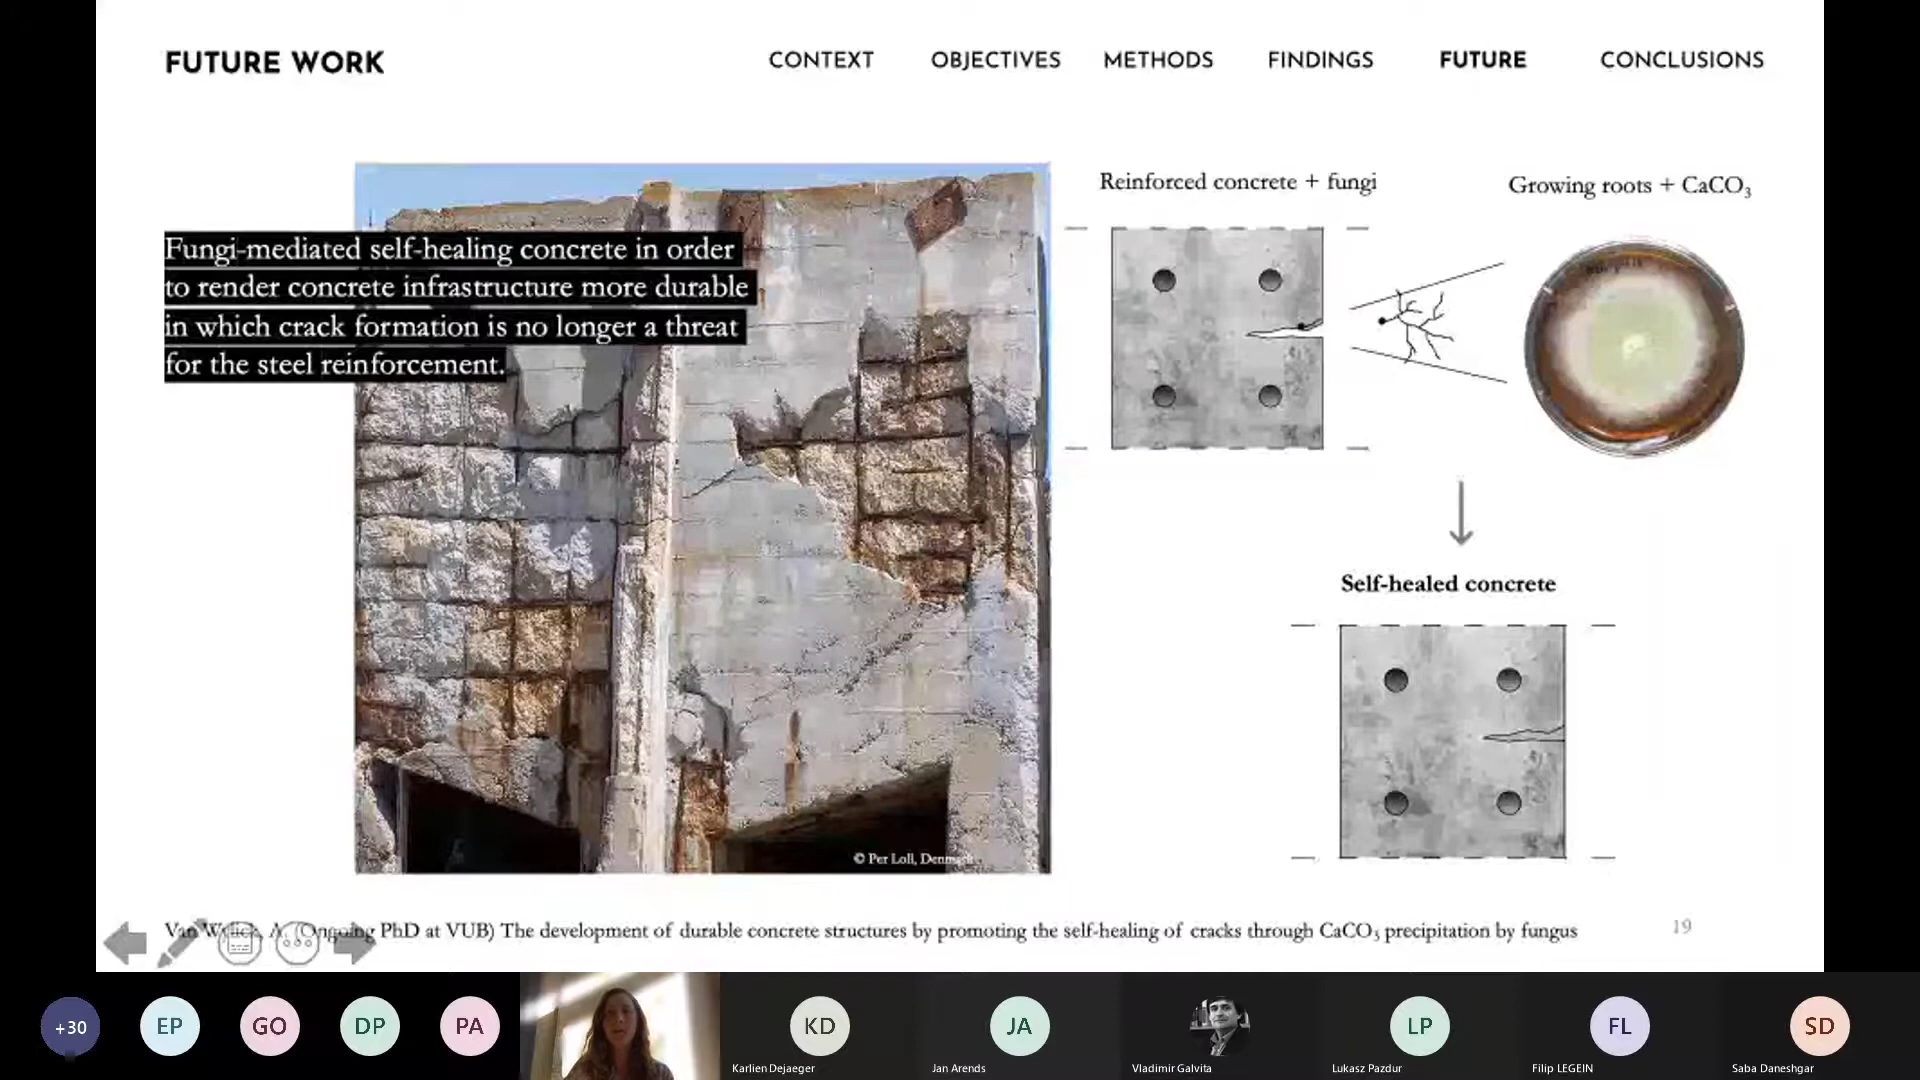 FUTURE WORK
CONTEXT OBJECTIVES METHODS FINDINGS FUTURE CONCLUSIONS
Fungi-mediated self-healing concrete in order
to render concrete infrastructure more durable
in which crack formation is no longer a threat
for the steel reinforcement.
Reinforced concrete + fungi
Growing roots + CaCO₃
Self-healed concrete
© Per Loll, Denmark
(Ongoing PhD at VUB) The development of durable concrete structures by promoting the self-healing of cracks through CaCO₃ precipitation by fungus
19
+30
EP
GO
DP
PA
KD
Karlien Dejaeger
JA
Jan Arends
Vladimir Galvita
LP
Lukasz Pazdur
FL
Filip LEGEIN
SD
Saba Daneshgar